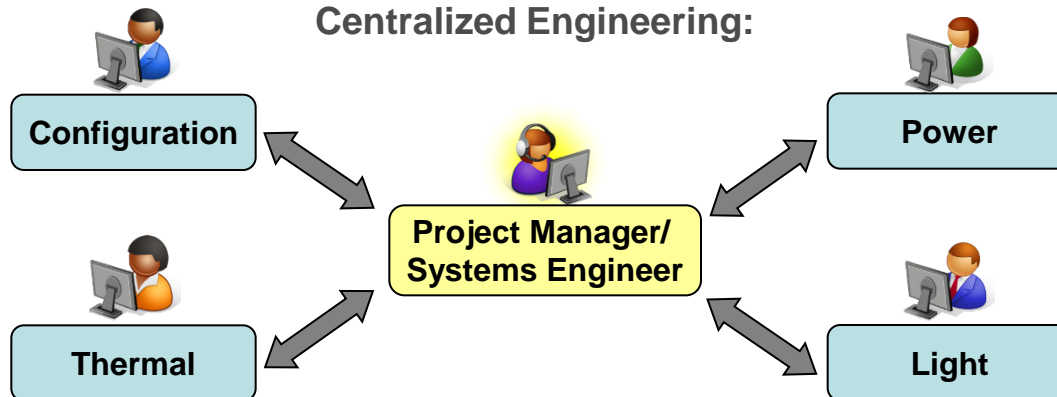 Centralized Engineering:
Configuration
Power
Project Manager/
Systems Engineer
Thermal
Light